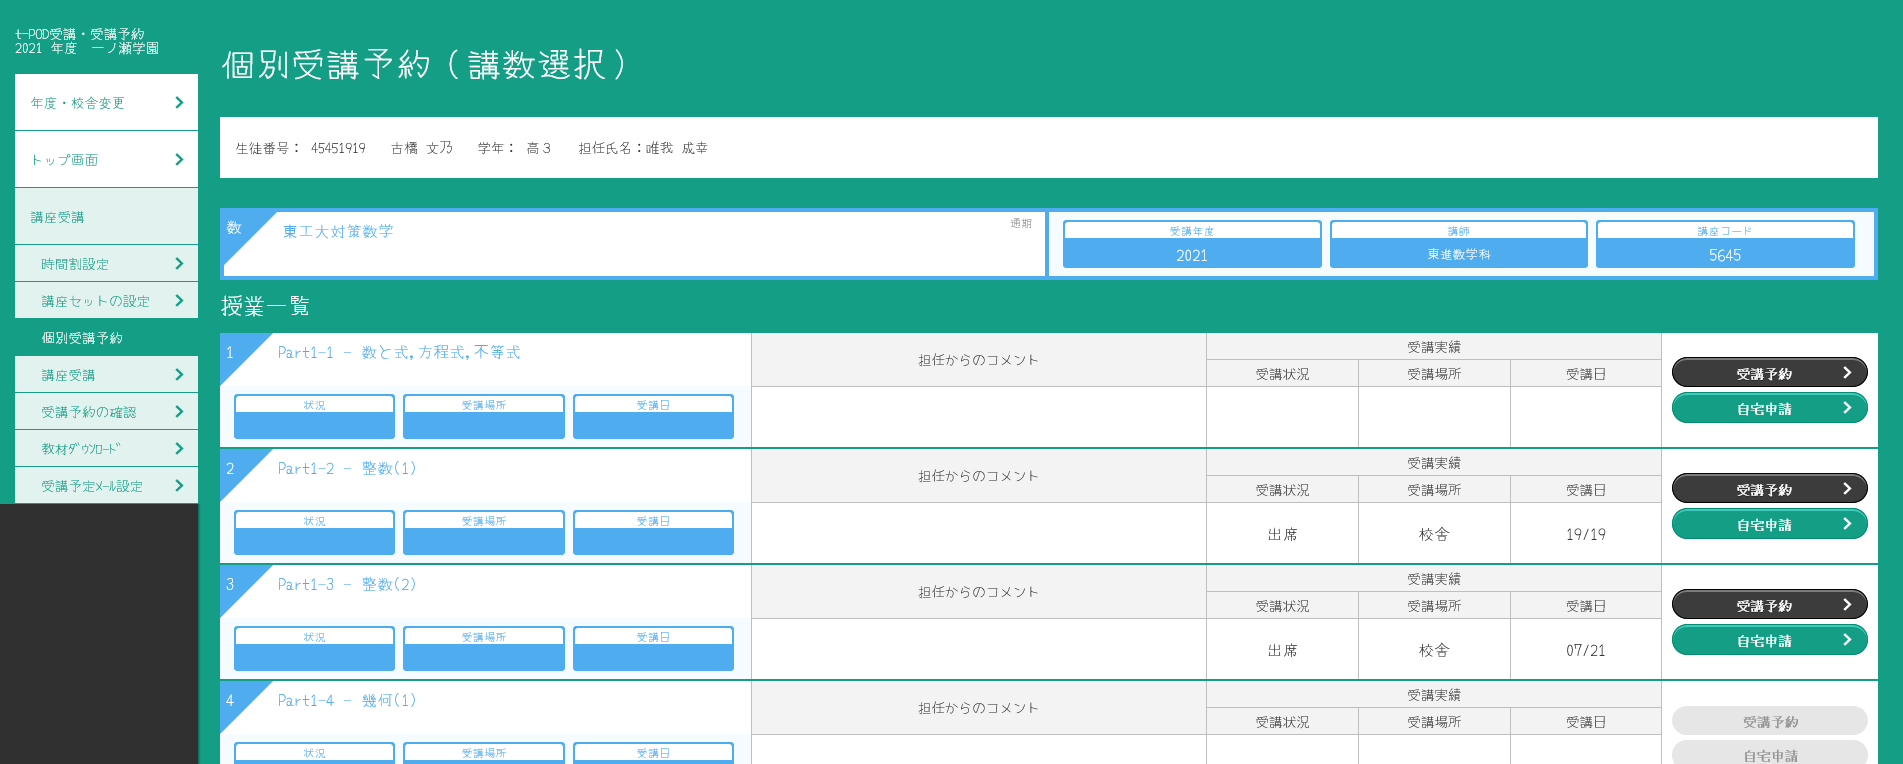 t-POD受講・受講予約
2021 年度　一ノ瀬学園
年度・校舎変更
トップ画面
講座受講
時間割設定
講座セットの設定
個別受講予約
講座受講
受講予約の確認
教材ﾀﾞｳﾝﾛｰﾄﾞ
受講予定ﾒｰﾙ設定
個別受講予約(講数選択)
生徒番号： 45451919　古橋 文乃　学年： 高３　担任氏名：唯我 成幸
数 東工大対策数学 通期
受講年度 講師 講座コード
2021 東進数学科 5645
授業一覧
1 Part1-1 - 数と式,方程式,不等式
状況 受講場所 受講日
担任からのコメント
受講実績
受講状況 受講場所 受講日
受講予約
自宅申請
2 Part1-2 - 整数(1)
状況 受講場所 受講日
担任からのコメント
受講実績
受講状況 受講場所 受講日
出席 校舎 19/19
受講予約
自宅申請
3 Part1-3 - 整数(2)
状況 受講場所 受講日
担任からのコメント
受講実績
受講状況 受講場所 受講日
出席 校舎 07/21
受講予約
自宅申請
4 Part1-4 - 幾何(1)
状況 受講場所 受講日
担任からのコメント
受講実績
受講状況 受講場所 受講日
受講予約
自宅申請